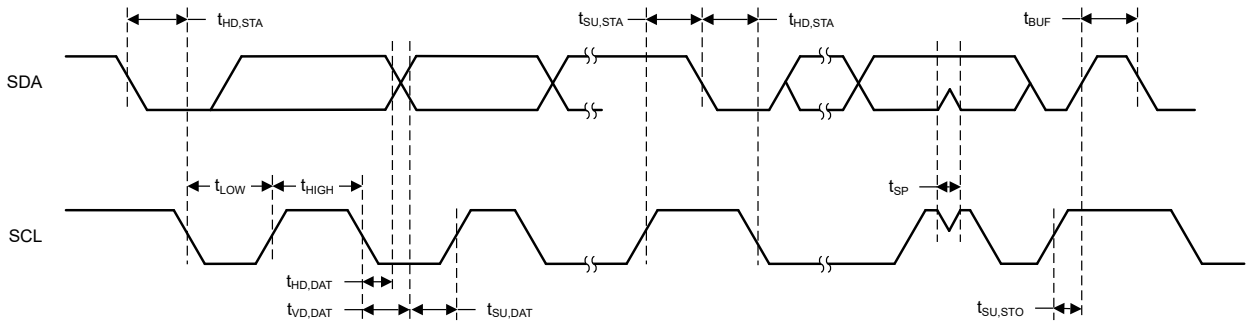 tHD,STA
tSU,STA
tHD,STA
tBUF
SDA
tLOW
tHIGH
tSP
SCL
tHD,DAT
tVD,DAT
tSU,DAT
tSU,STO